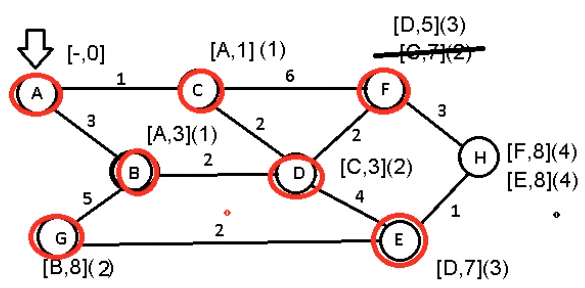 [D,5](3)
[C,7](2)
[-,0]
[A,1](1)
A
1
C
6
F
3
3
[A,3](1)
2
2
H
[F,8](4)
B
2
D
[C,3](2)
[E,8](4)
5
4
1
G
2
E
[B,8](2)
[D,7](3)